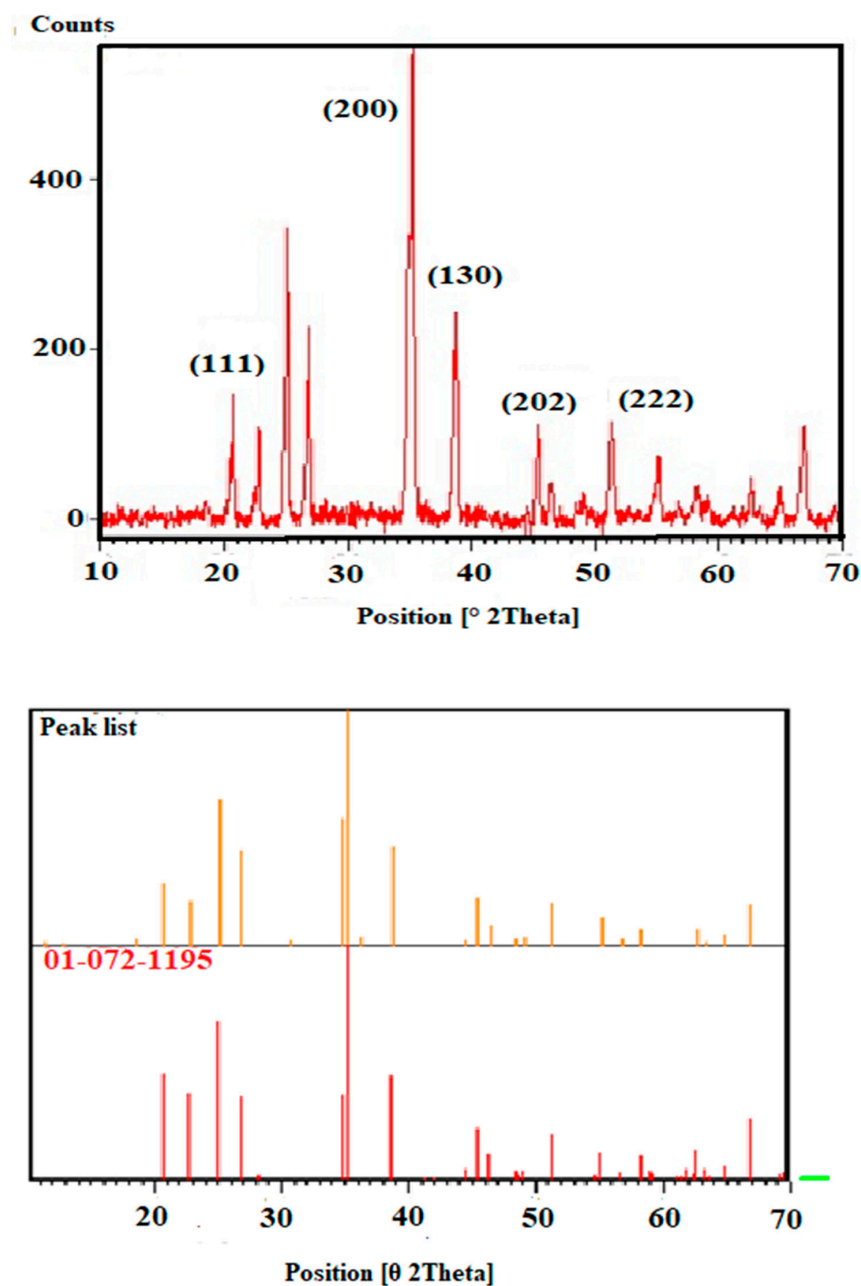 Counts
(200)
400
(130)
200
(111)
(202) (222)
0
10 20 30 40 50 60 70
Position [° 2Theta]
Peak list
01-072-1195
20 30 40 50 60 70
Position [θ 2Theta]